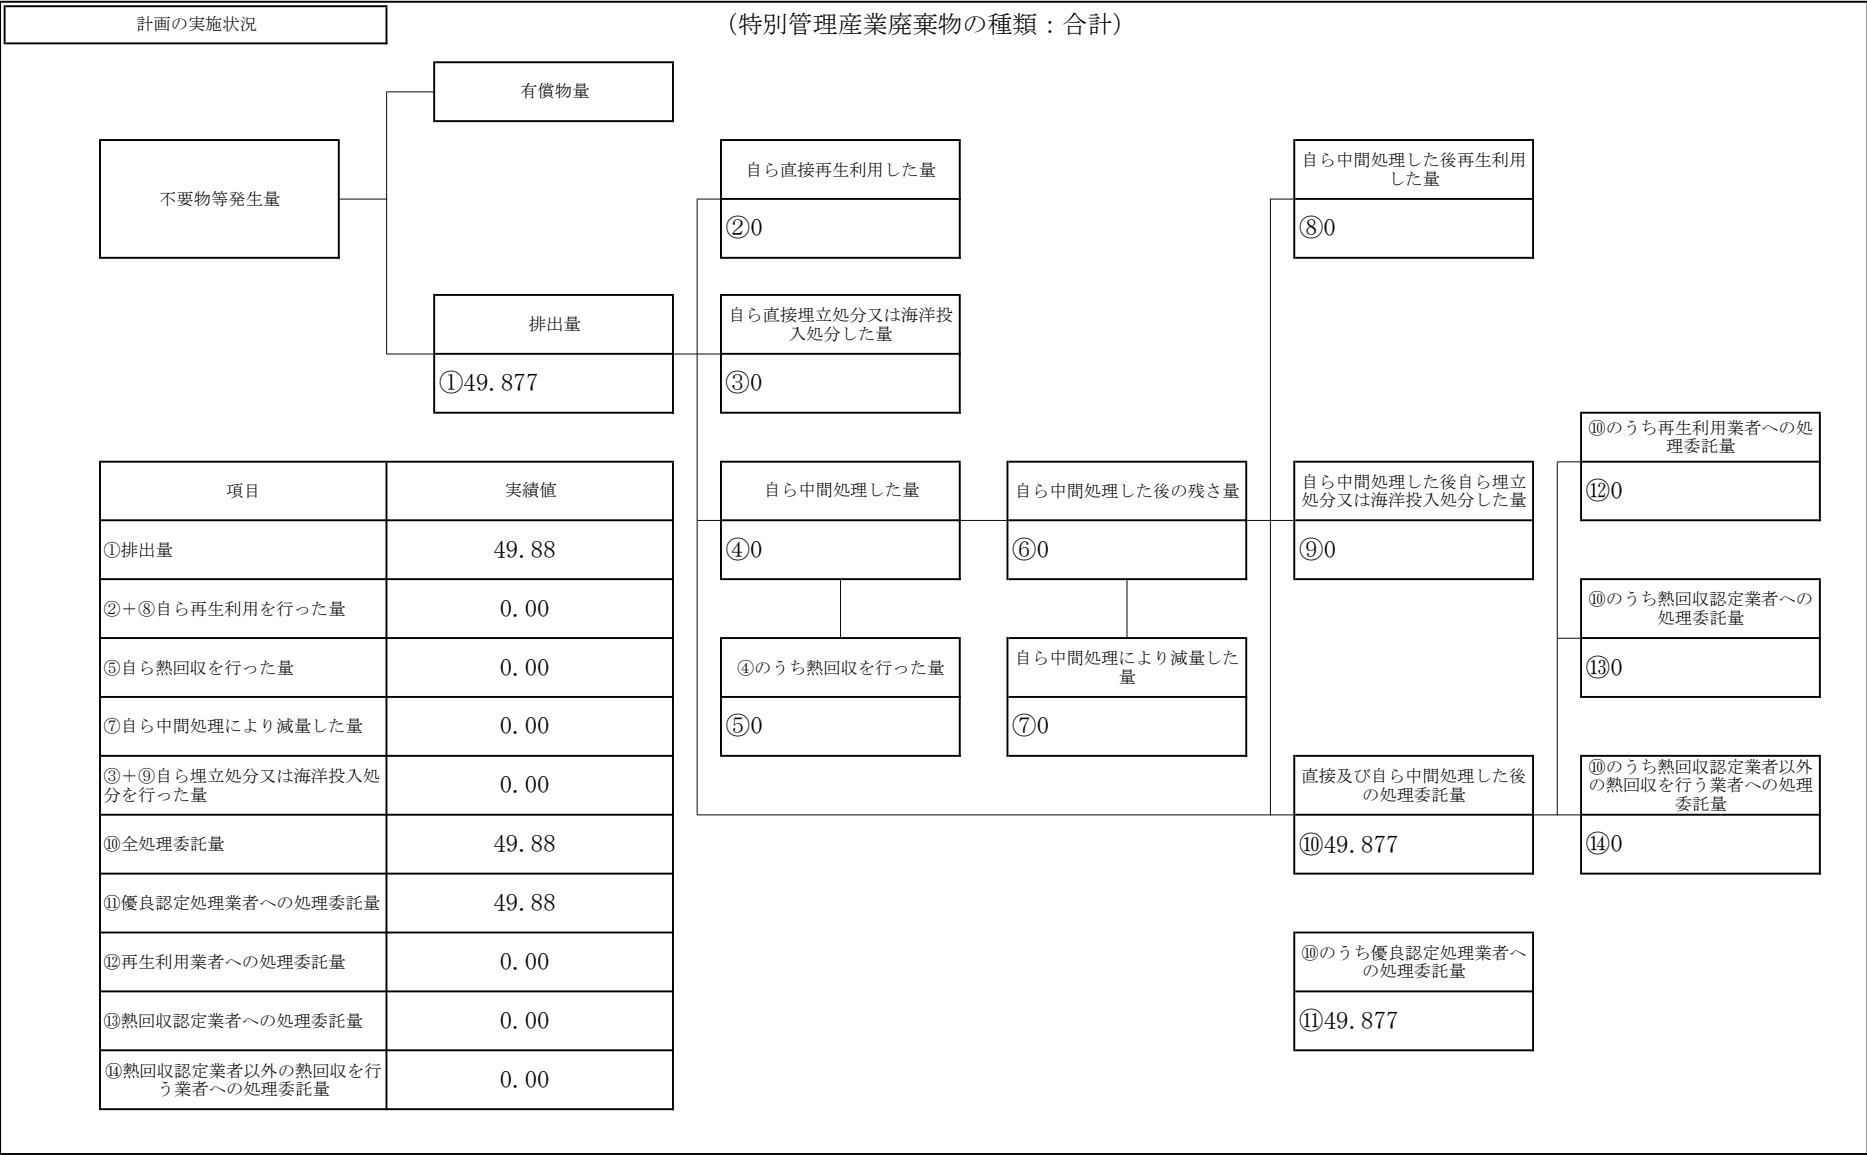 計画の実施状況
（特別管理産業廃棄物の種類：合計）
有償物量
不要物等発生量
自ら直接再生利用した量
②0
自ら中間処理した後再生利用
した量
⑧0
排出量
①49.877
自ら直接埋立処分又は海洋投
入処分した量
③0
⑩のうち再生利用業者への処
理委託量
⑫0
自ら中間処理した量
④0
自ら中間処理した後の残さ量
⑥0
自ら中間処理した後自ら埋立
処分又は海洋投入処分した量
⑨0
⑩のうち熱回収認定業者への
処理委託量
⑬0
④のうち熱回収を行った量
⑤0
自ら中間処理により減量した
量
⑦0
直接及び自ら中間処理した後
の処理委託量
⑩49.877
⑩のうち熱回収認定業者以外
の熱回収を行う業者への処理
委託量
⑭0
⑩のうち優良認定処理業者へ
の処理委託量
⑪49.877
項目 実績値
①排出量 49.88
②＋⑧自ら再生利用を行った量 0.00
⑤自ら熱回収を行った量 0.00
⑦自ら中間処理により減量した量 0.00
③＋⑨自ら埋立処分又は海洋投入処
分を行った量 0.00
⑩全処理委託量 49.88
⑪優良認定処理業者への処理委託量 49.88
⑫再生利用業者への処理委託量 0.00
⑬熱回収認定業者への処理委託量 0.00
⑭熱回収認定業者以外の熱回収を行
う業者への処理委託量 0.00